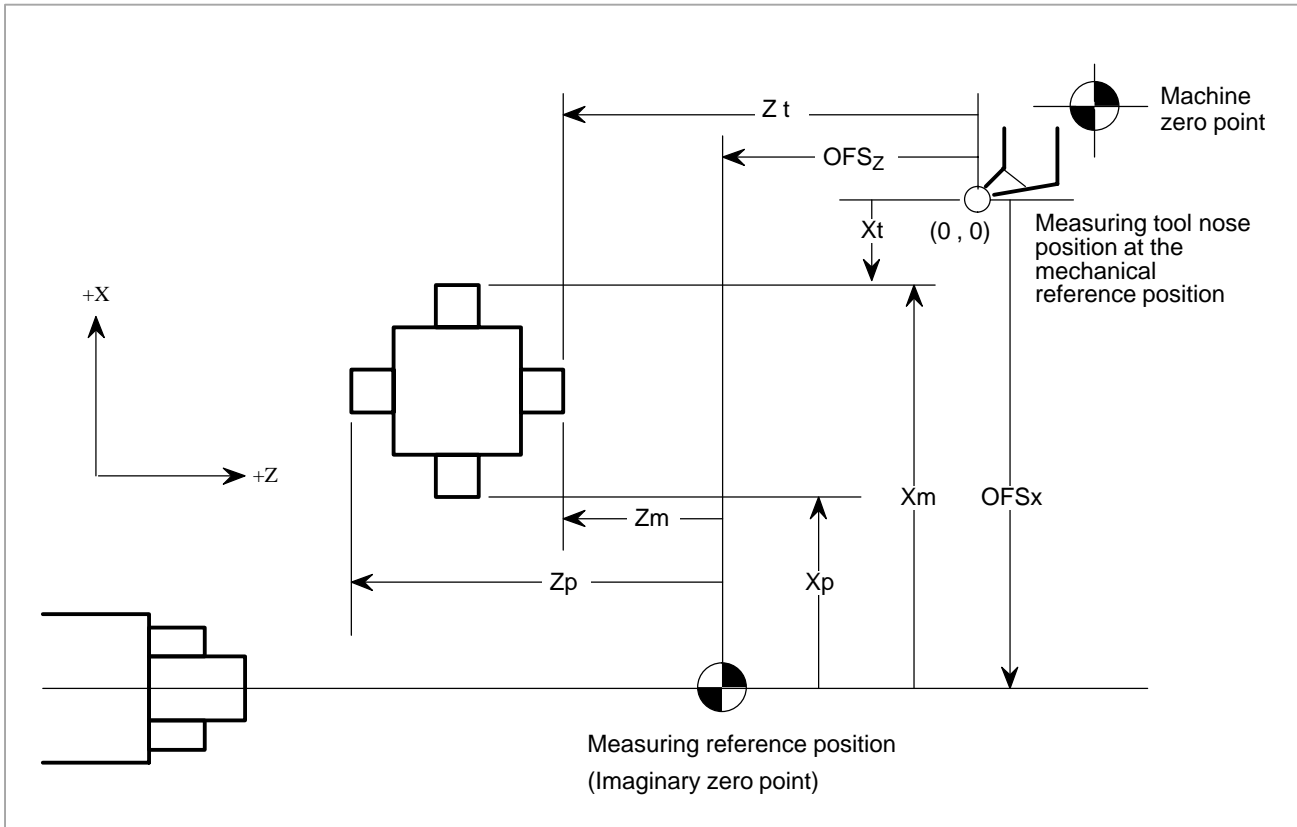 Z t
Machine
zero point
OFSZ
Xt
(0 , 0)
Measuring tool nose
position at the
mechanical
reference position
+X
+Z
Xm
OFSx
Zm
Zp
Xp
Measuring reference position
(Imaginary zero point)